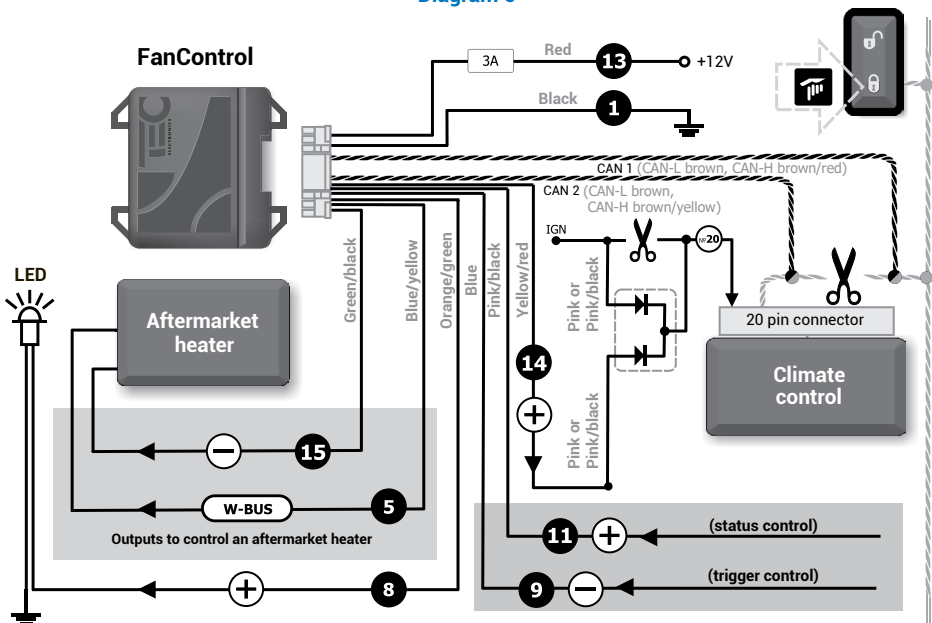 FanControl
3A
Red
13
+12V
Black
1
ELECTRONICS
CAN 1 (CAN-L brown, CAN-H brown/red)
CAN 2 (CAN-L brown,
CAN-H brown/yellow)
IGN
№20
LED
Green/black
Blue/yellow
Orange/green
Blue
Pink/black
Yellow/red
Pink or
Pink/black
20 pin connector
Aftermarket
heater
14
Climate
control
Pink or
Pink/black
15
W-BUS
5
Outputs to control an aftermarket heater
11
(status control)
8
9
(trigger control)